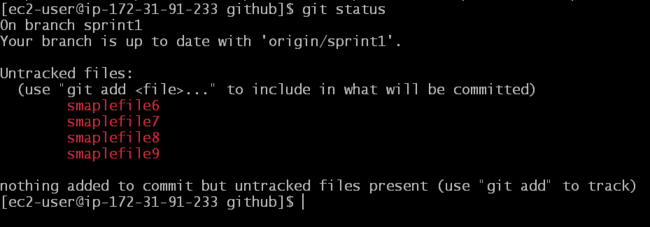 [ec2-user@ip-172-31-91-233 github]$ git status
On branch sprint1
Your branch is up to date with 'origin/sprint1'.
Untracked files:
(use "git add <file>..." to include in what will be committed)
smaplefile6
smaplefile7
smaplefile8
smaplefile9
nothing added to commit but untracked files present (use "git add" to track)
[ec2-user@ip-172-31-91-233 github]$